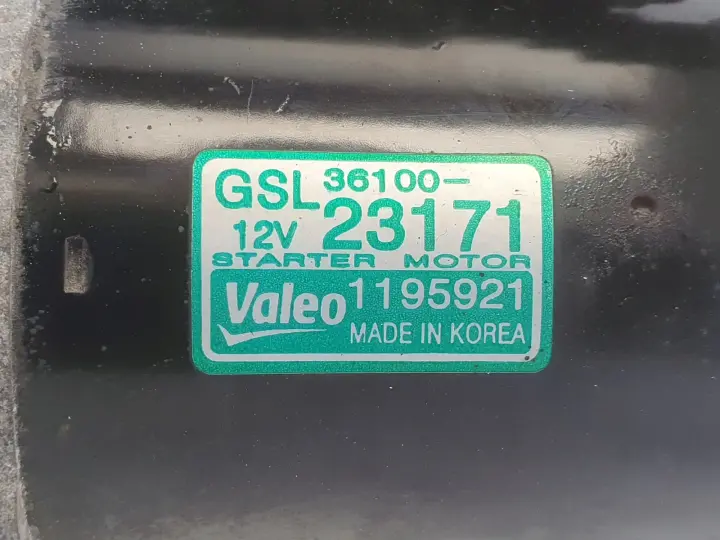 GSL 36100-
12V 23171
STARTER MOTOR
Valeo 1195921
MADE IN KOREA